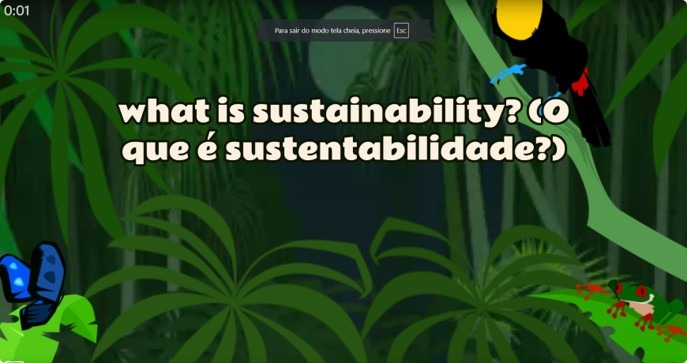 0:01
Para sair do modo tela cheia, pressione Esc
what is sustainability? (O
que é sustentabilidade?)